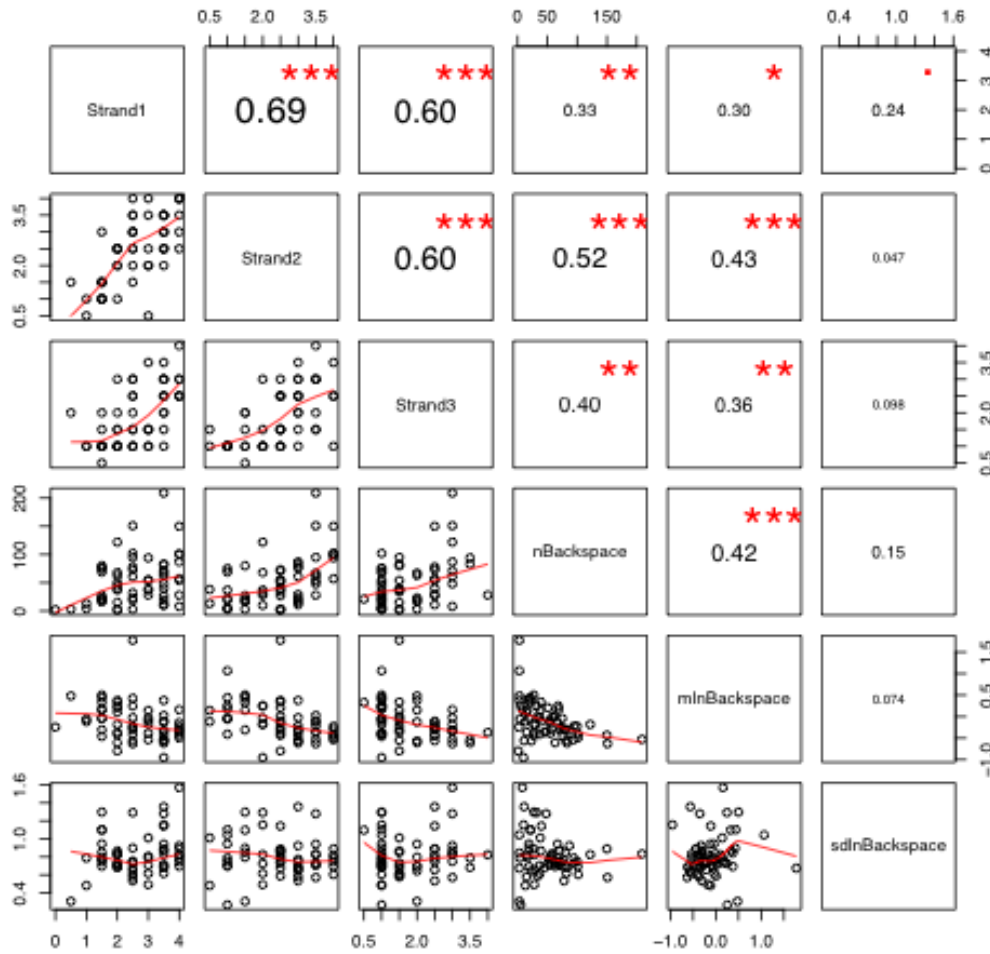 0.5 2.0 3.5 0 50 150 0.4 1.0 1.6
Strand1 *** 0.69 *** 0.60 ** 0.33 * 0.30 . 0.24 0 1 2 3 4
0.5 2.0 3.5 Strand2 *** 0.60 *** 0.52 *** 0.43 0.047
Strand3 ** 0.40 ** 0.36 0.098 0.5 2.0 3.5
0 100 200 nBackspace *** 0.42 0.15
mlnBackspace 0.074 -1.0 0.5 1.5
0.4 1.0 1.6 sdlnBackspace
0 1 2 3 4 0.5 2.0 3.5 -1.0 0.0 1.0